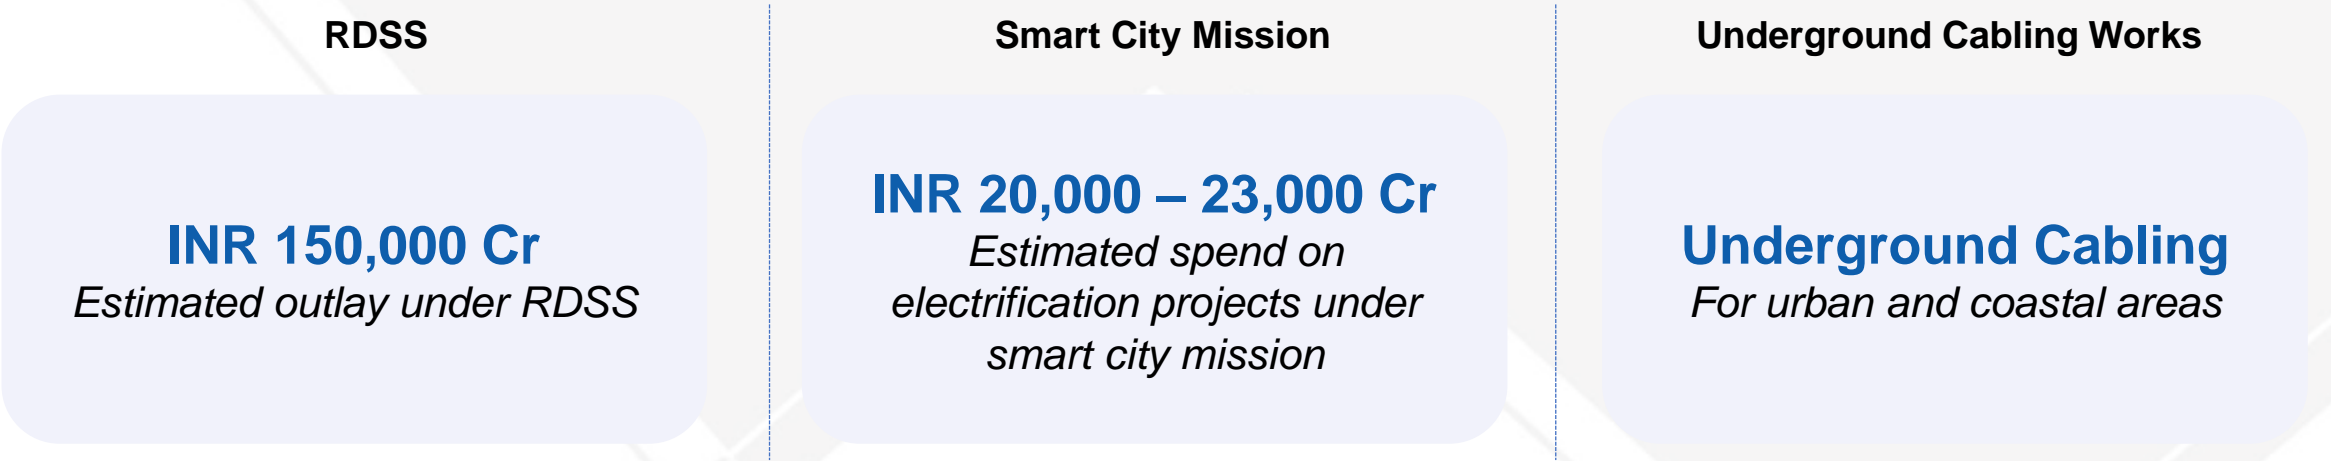 RDSS
INR 150,000 Cr
Estimated outlay under RDSS
Smart City Mission
INR 20,000 – 23,000 Cr
Estimated spend on
electrification projects under
smart city mission
Underground Cabling Works
Underground Cabling
For urban and coastal areas